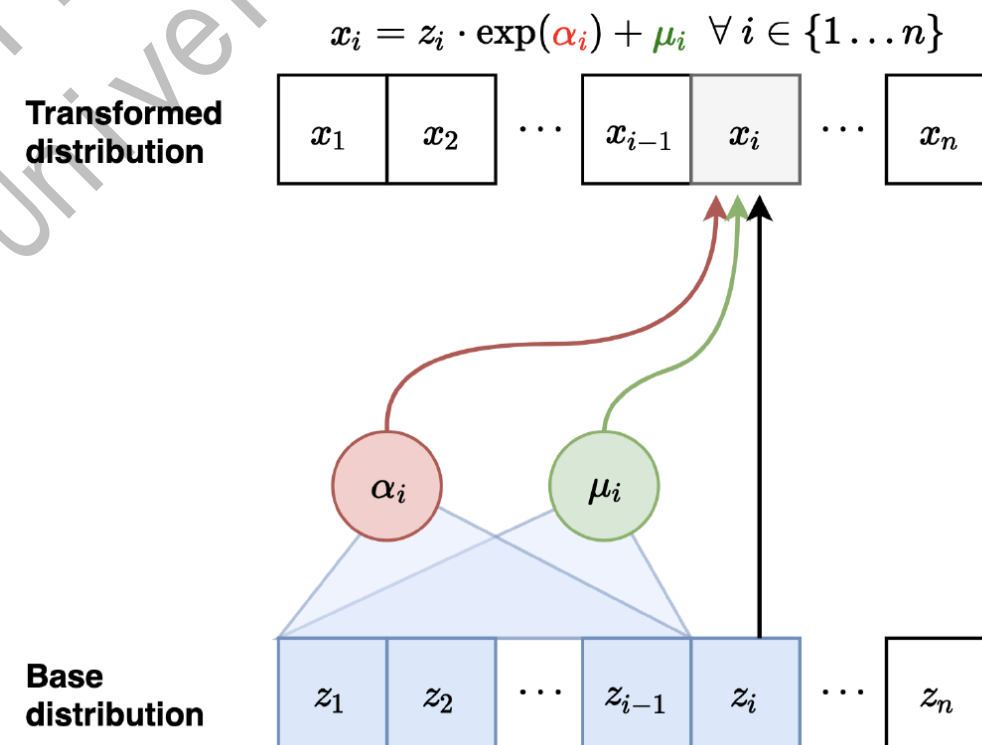 x_i = z_i · exp(α_i) + μ_i ∀ i ∈ {1 … n}
Transformed
distribution
x_1 x_2 ··· x_{i−1} x_i ··· x_n
α_i μ_i
Base
distribution
z_1 z_2 ··· z_{i−1} z_i ··· z_n